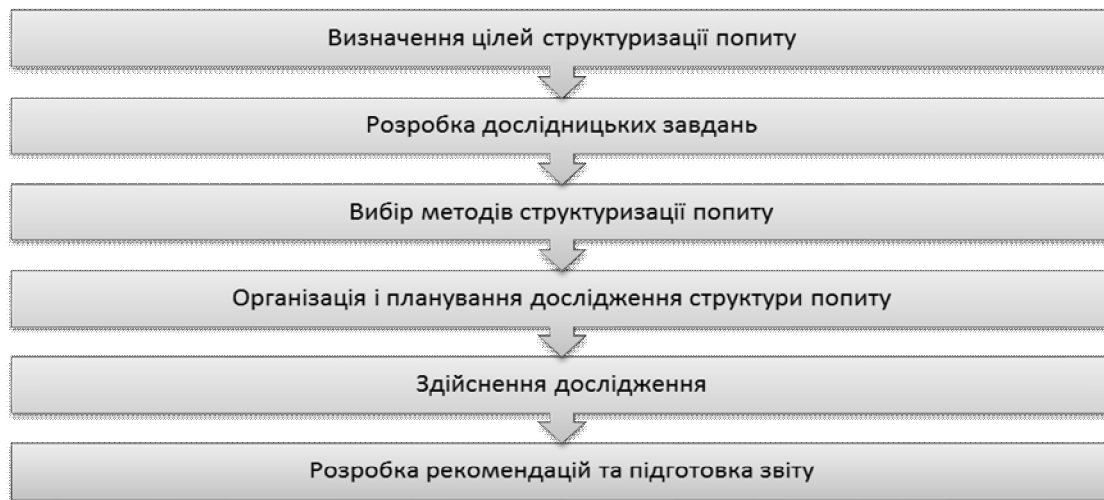 Визначення цілей структуризації попиту
Розробка дослідницьких завдань
Вибір методів структуризації попиту
Організація і планування дослідження структури попиту
Здійснення дослідження
Розробка рекомендацій та підготовка звіту